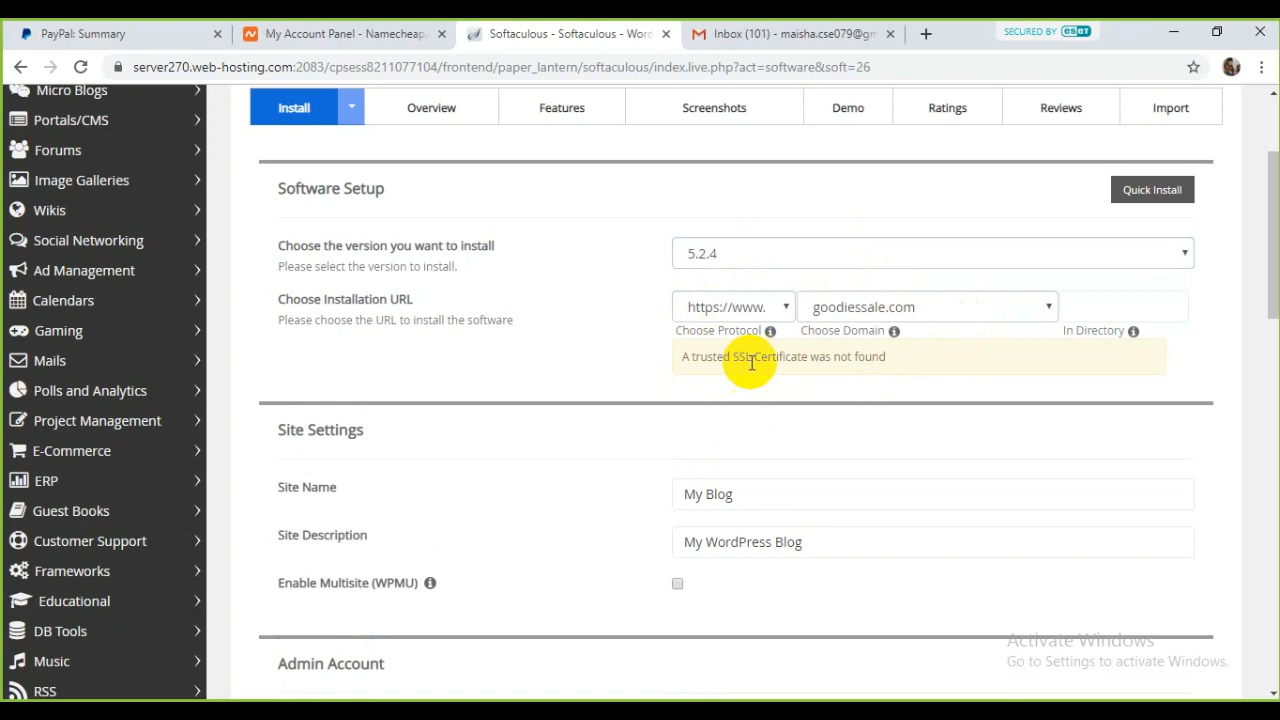 PayPal: Summary
My Account Panel - Namecheap.
Softaculous - Softaculous - Wor
Inbox (101) - maisha.cse079@gm
SECURED BY eseT
server270.web-hosting.com:2083/cpsess8211077104/frontend/paper_lantern/softaculous/index.live.php?act=software&soft=26
Micro Blogs
Portals/CMS
Forums
Image Galleries
Wikis
Social Networking
Ad Management
Calendars
Gaming
Mails
Polls and Analytics
Project Management
E-Commerce
ERP
Guest Books
Customer Support
Frameworks
Educational
DB Tools
Music
RSS
Install
Overview
Features
Screenshots
Demo
Ratings
Reviews
Import
Software Setup
Quick Install
Choose the version you want to install
Please select the version to install.
5.2.4
Choose Installation URL
Please choose the URL to install the software
https://www.
goodiessale.com
Choose Protocol
Choose Domain
In Directory
A trusted SSL Certificate was not found
Site Settings
Site Name
My Blog
Site Description
My WordPress Blog
Enable Multisite (WPMU)
Admin Account
Activate Windows
Go to Settings to activate Windows.